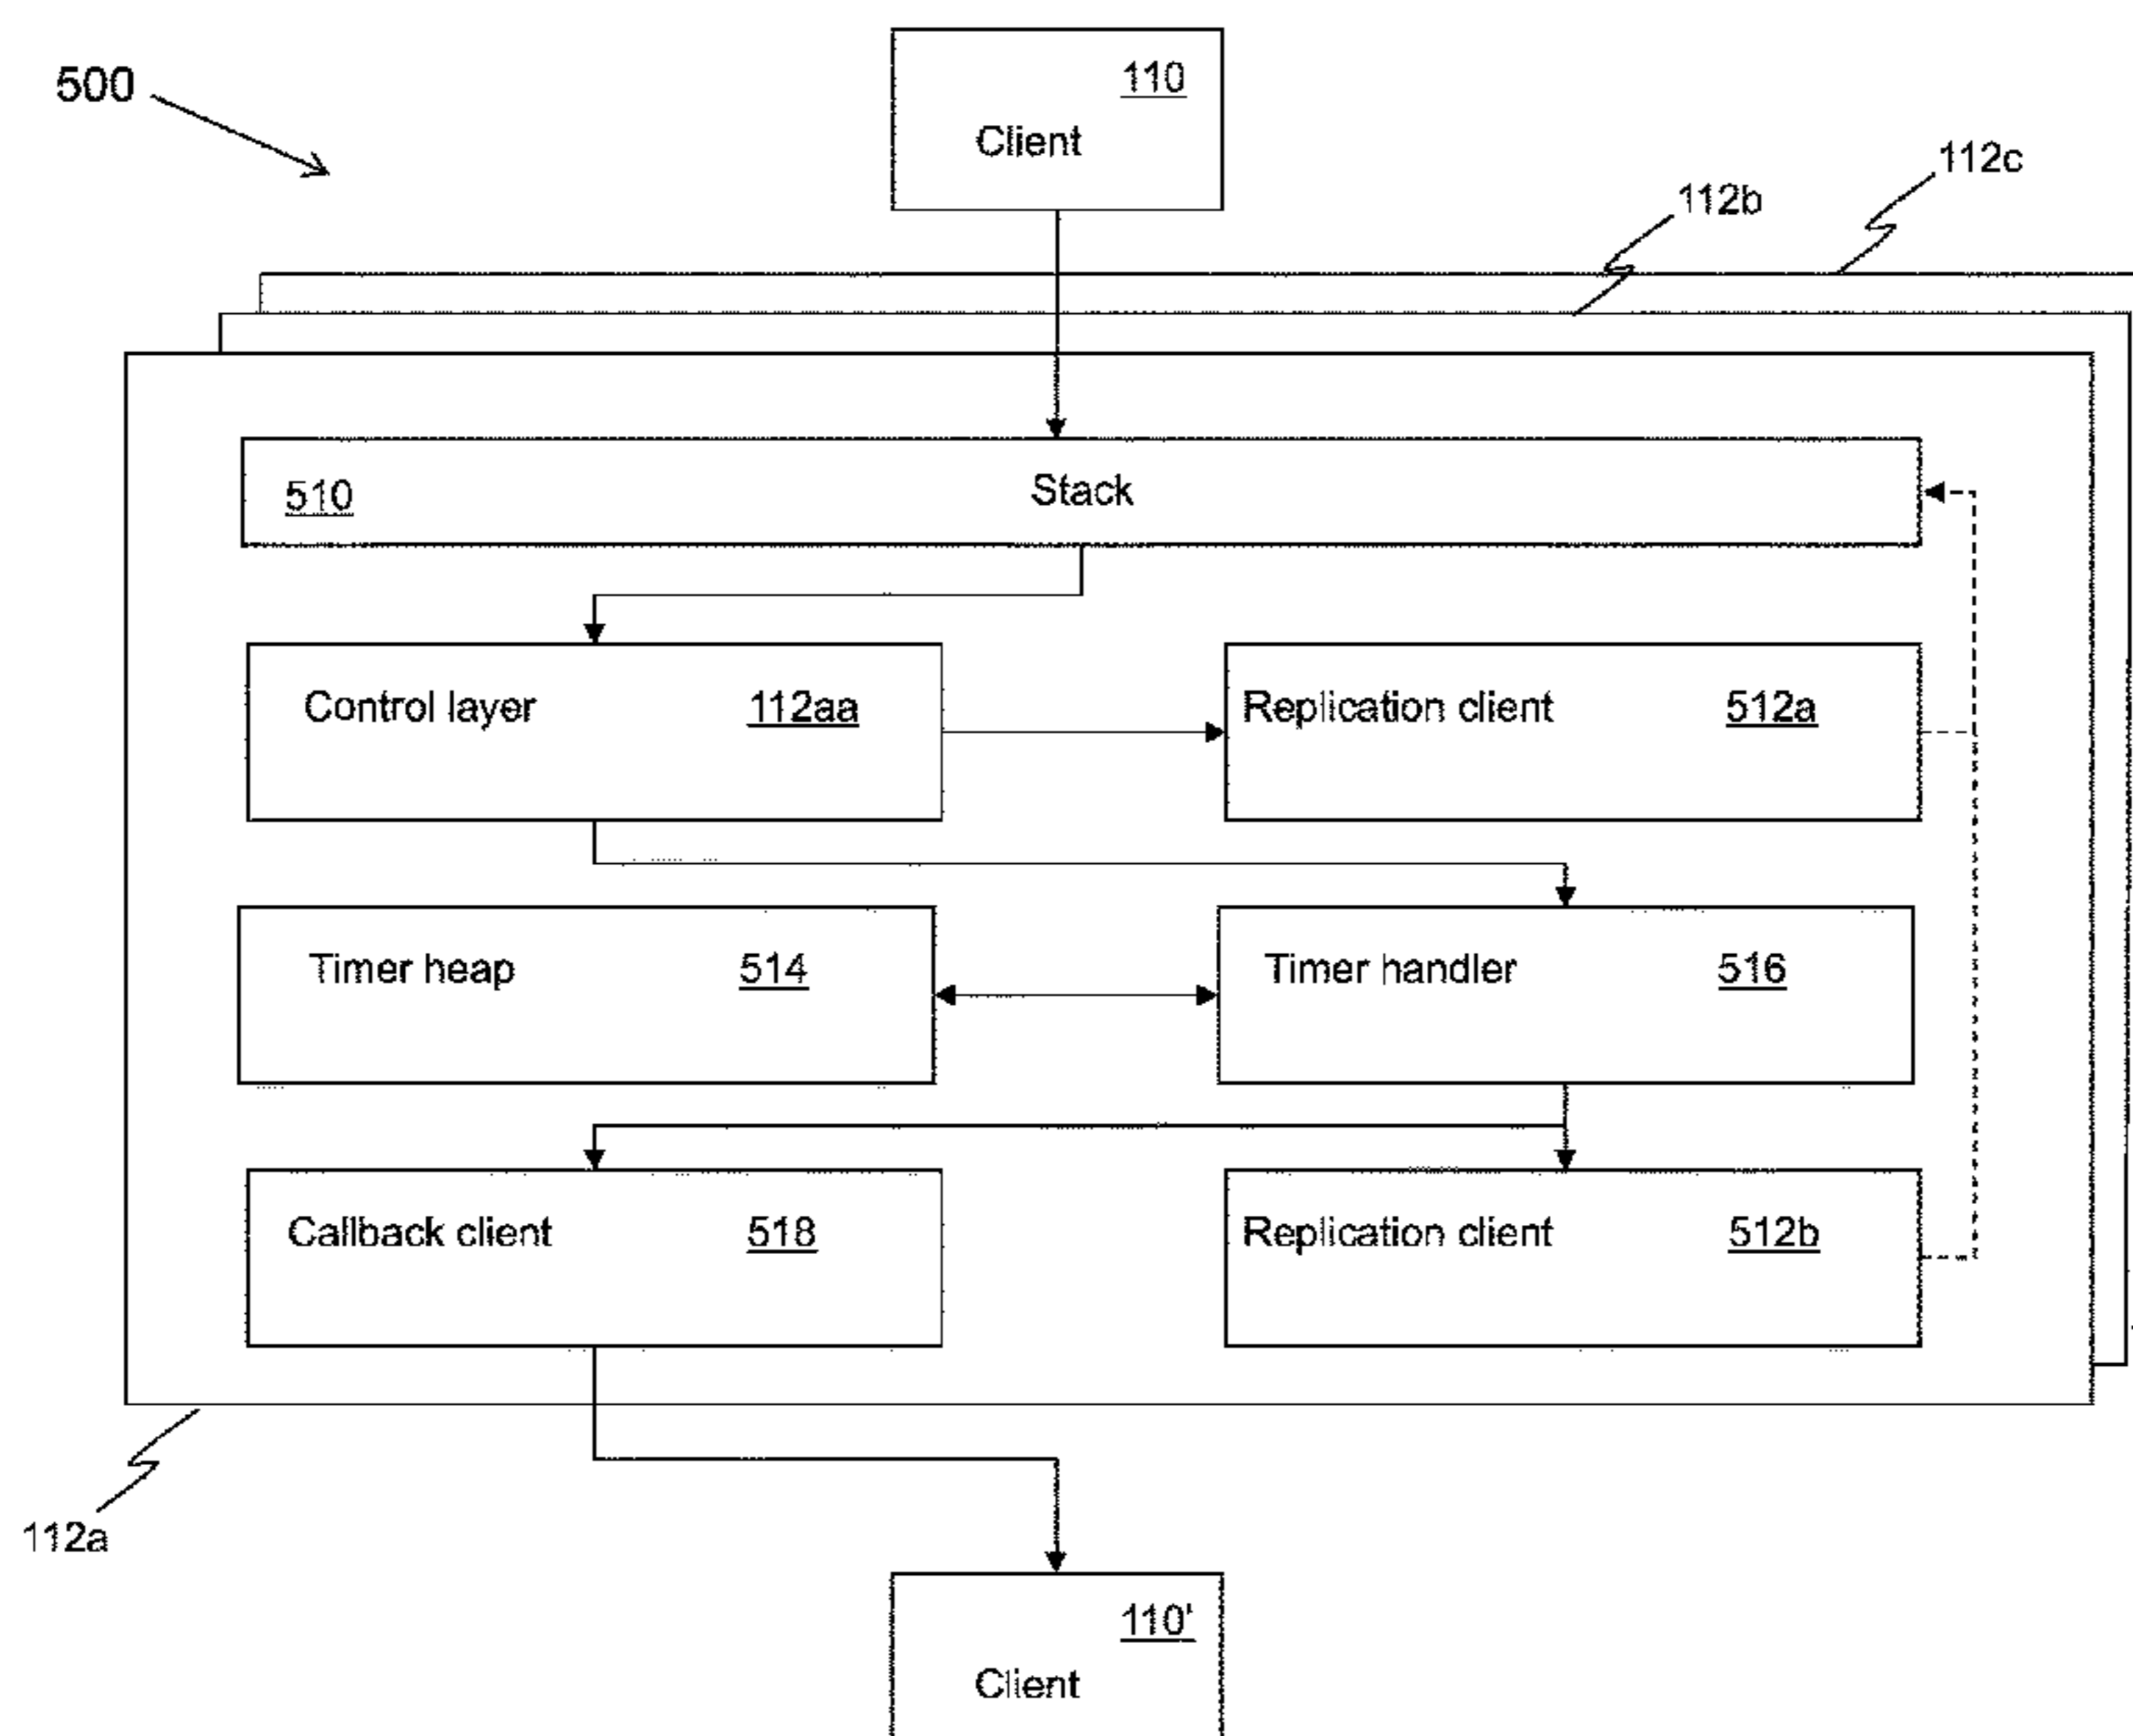 500
110
Client
112c
112b
510 Stack
Control layer 112aa
Replication client 512a
Timer heap 514
Timer handler 516
Callback client 518
Replication client 512b
112a
110'
Client